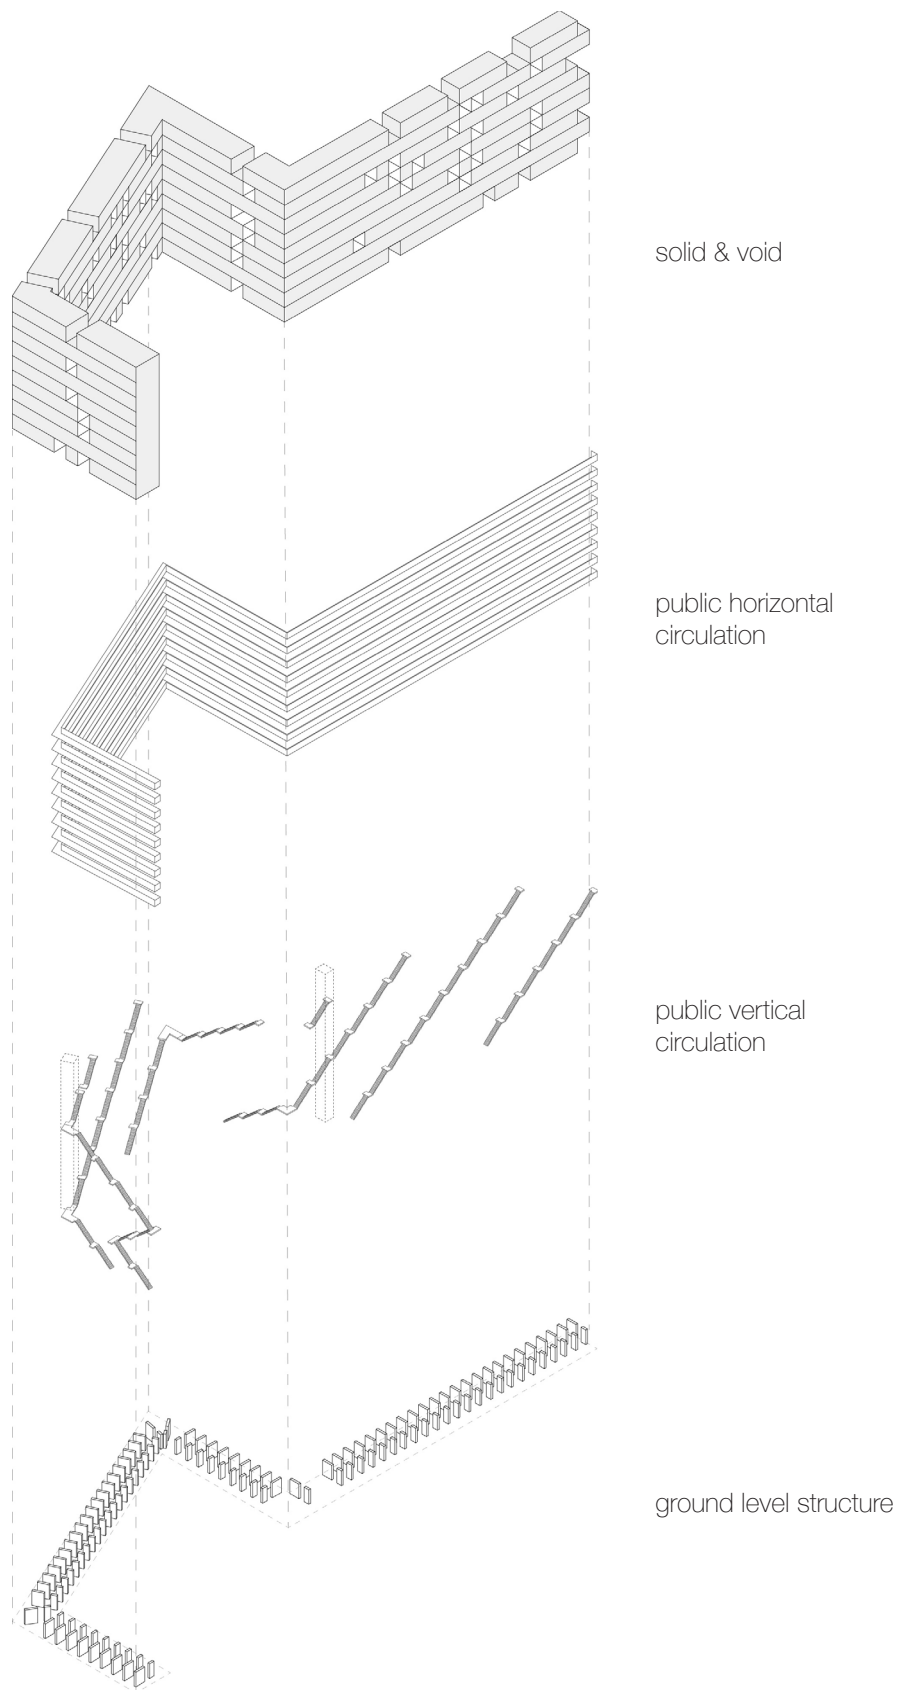 solid & void
public horizontal
circulation
public vertical
circulation
ground level structure